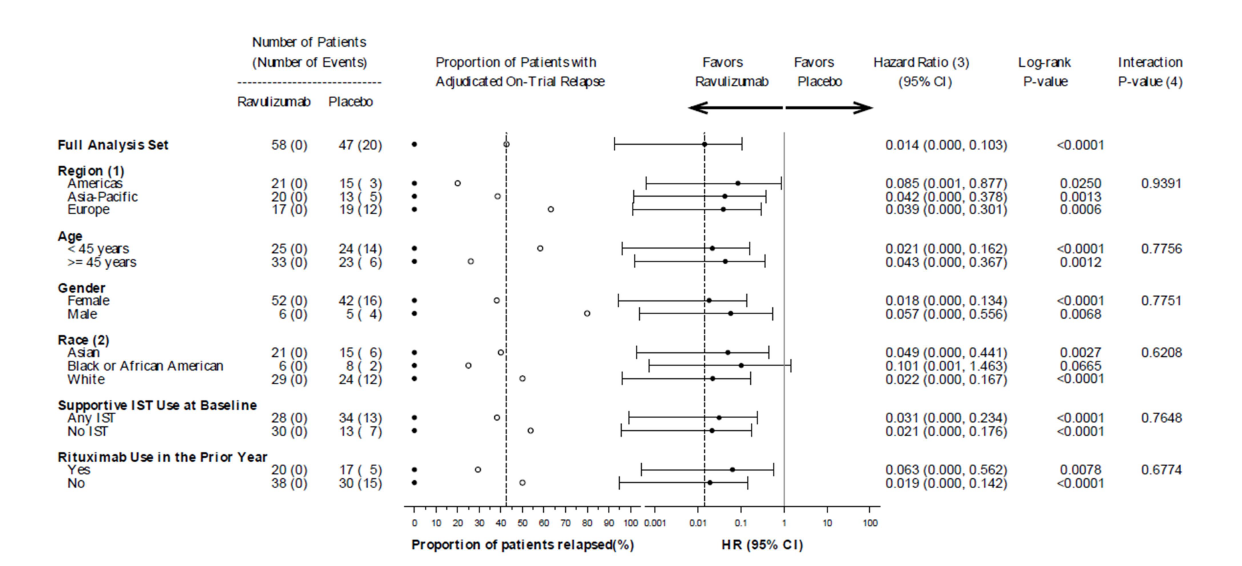 Number of Patients
(Number of Events) Proportion of Patients with Favors Favors Hazard Ratio (3) Log-rank Interaction
Adjudicated On-Trial Relapse Ravulizumab Placebo (95% CI) P-value P-value (4)
Ravulizumab Placebo
Full Analysis Set 58 (0) 47 (20) 0.014 (0.000, 0.103) <0.0001
Region (1)
Americas 21 (0) 15 ( 3) 0.085 (0.001, 0.877) 0.0250 0.9391
Asia-Pacific 20 (0) 13 ( 5) 0.042 (0.000, 0.378) 0.0013
Europe 17 (0) 19 (12) 0.039 (0.000, 0.301) 0.0006
Age
< 45 years 25 (0) 24 (14) 0.021 (0.000, 0.162) <0.0001 0.7756
>= 45 years 33 (0) 23 ( 6) 0.043 (0.000, 0.367) 0.0012
Gender
Female 52 (0) 42 (16) 0.018 (0.000, 0.134) <0.0001 0.7751
Male 6 (0) 5 ( 4) 0.057 (0.000, 0.556) 0.0068
Race (2)
Asian 21 (0) 15 ( 6) 0.049 (0.000, 0.441) 0.0027 0.6208
Black or African American 6 (0) 8 ( 2) 0.101 (0.001, 1.463) 0.0665
White 29 (0) 24 (12) 0.022 (0.000, 0.167) <0.0001
Supportive IST Use at Baseline
Any IST 28 (0) 34 (13) 0.031 (0.000, 0.234) <0.0001 0.7648
No IST 30 (0) 13 ( 7) 0.021 (0.000, 0.176) <0.0001
Rituximab Use in the Prior Year
Yes 20 (0) 17 ( 5) 0.063 (0.000, 0.562) 0.0078 0.6774
No 38 (0) 30 (15) 0.019 (0.000, 0.142) <0.0001
0 10 20 30 40 50 60 70 80 90 100 0.001 0.01 0.1 1 10 100
Proportion of patients relapsed(%) HR (95% CI)